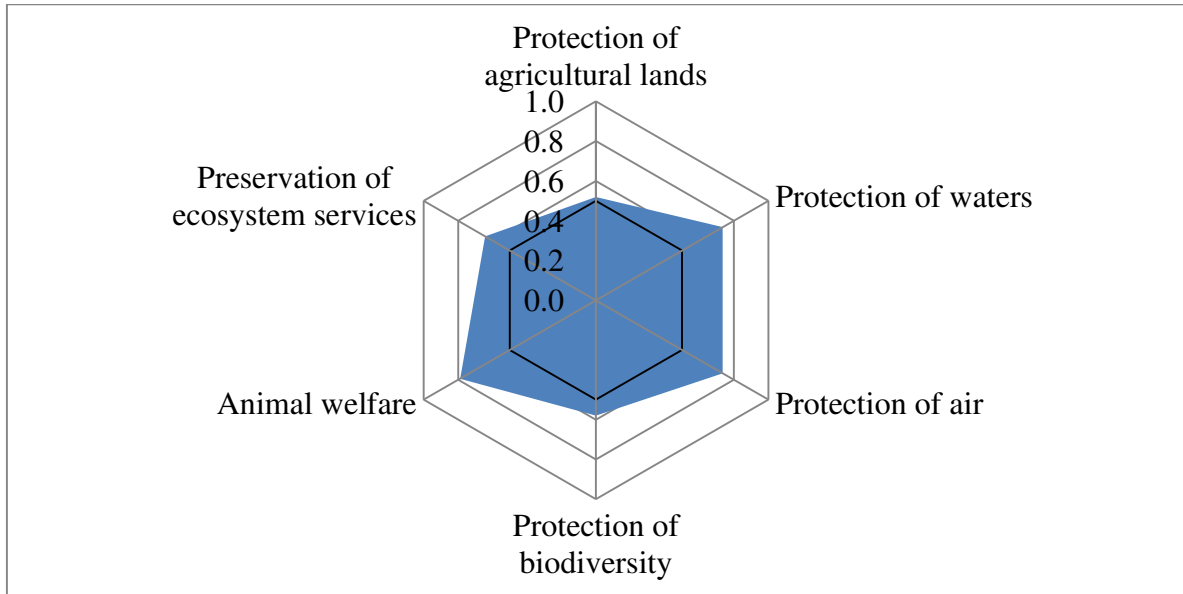 Protection of
agricultural lands
1.0
0.8
0.6
0.4
0.2
0.0
Preservation of
ecosystem services
Protection of waters
Animal welfare
Protection of air
Protection of
biodiversity